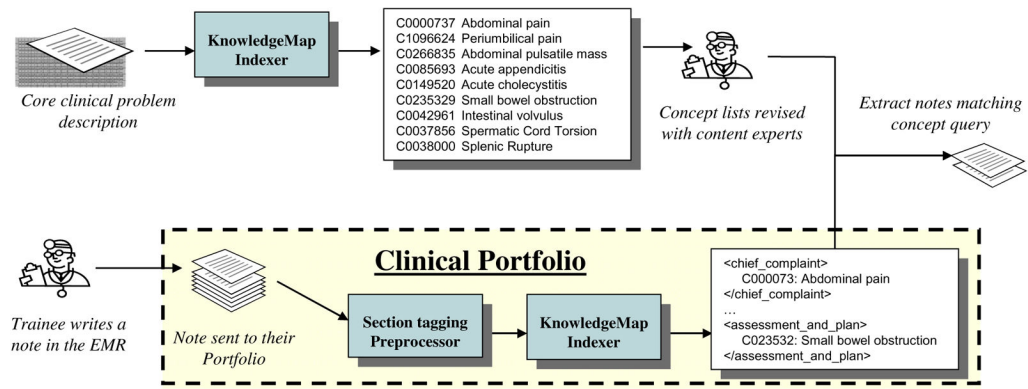 Core clinical problem
description
KnowledgeMap
Indexer
C0000737 Abdominal pain
C1096624 Periumbilical pain
C0266835 Abdominal pulsatile mass
C0085693 Acute appendicitis
C0149520 Acute cholecystitis
C0235329 Small bowel obstruction
C0042961 Intestinal volvulus
C0037856 Spermatic Cord Torsion
C0038000 Splenic Rupture
Concept lists revised
with content experts
Extract notes matching
concept query
Trainee writes a
note in the EMR
Clinical Portfolio
Note sent to their
Portfolio
Section tagging
Preprocessor
KnowledgeMap
Indexer
<chief_complaint>
C000073: Abdominal pain
</chief_complaint>
…
<assessment_and_plan>
C023532: Small bowel obstruction
</assessment_and_plan>